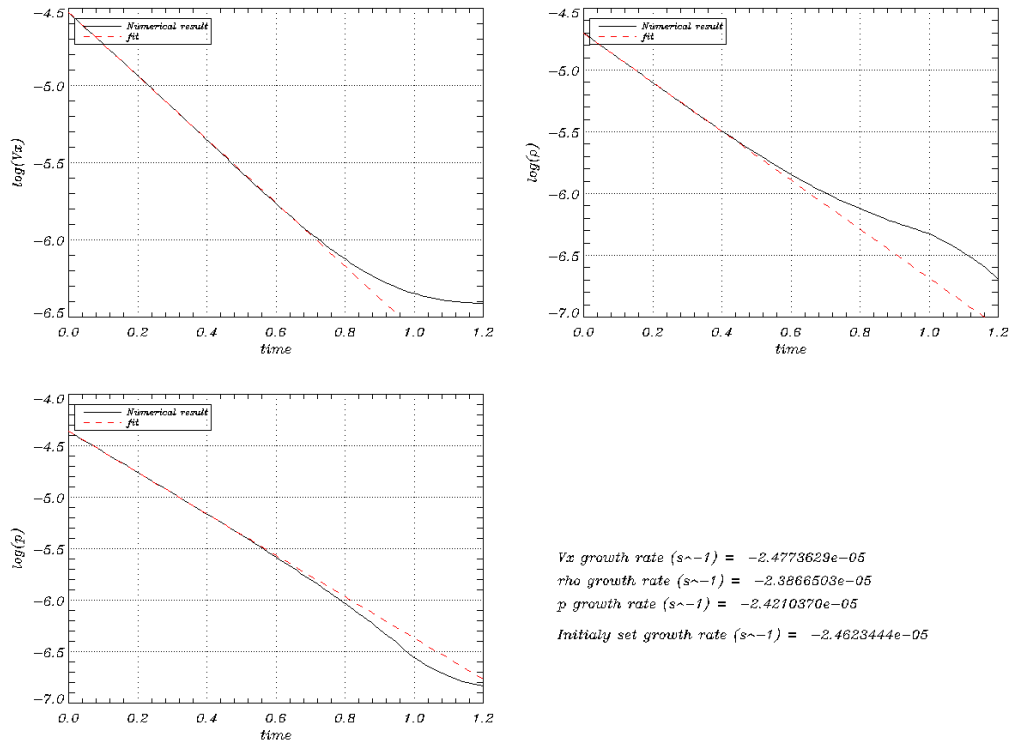 Numerical result
fit
log(Vx)
−4.5
−5.0
−5.5
−6.0
−6.5
0.0 0.2 0.4 0.6 0.8 1.0 1.2
time
Numerical result
fit
log(ρ)
−4.5
−5.0
−5.5
−6.0
−6.5
−7.0
0.0 0.2 0.4 0.6 0.8 1.0 1.2
time
Numerical result
fit
log(p)
−4.0
−4.5
−5.0
−5.5
−6.0
−6.5
−7.0
0.0 0.2 0.4 0.6 0.8 1.0 1.2
time
Vx growth rate (s^−1) = −2.4773629e−05
rho growth rate (s^−1) = −2.3866503e−05
p growth rate (s^−1) = −2.4210370e−05
Initialy set growth rate (s^−1) = −2.4623444e−05